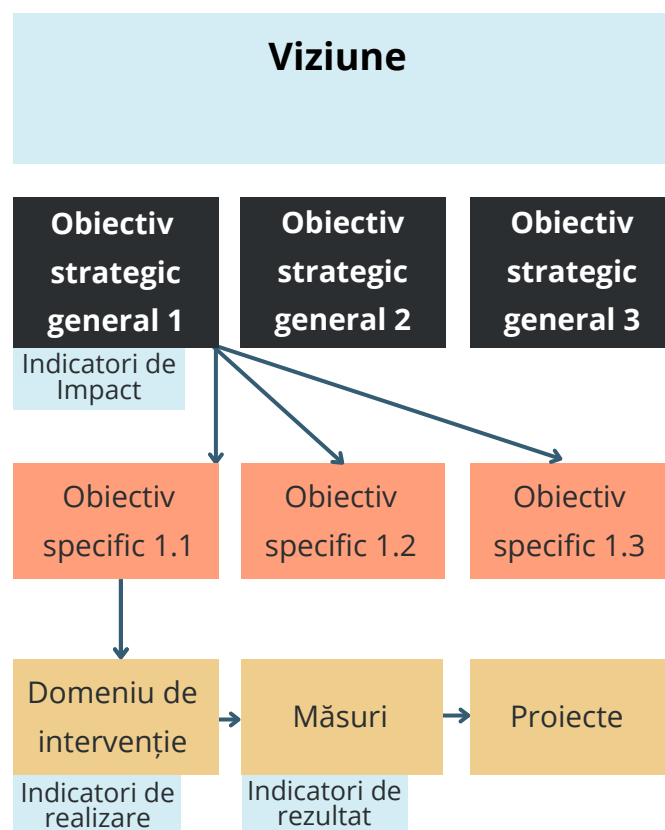 Viziune
Obiectiv
strategic
general 1
Obiectiv
strategic
general 2
Obiectiv
strategic
general 3
Indicatori de
Impact
Obiectiv
specific 1.1
Obiectiv
specific 1.2
Obiectiv
specific 1.3
Domeniu de
intervenție
Măsuri
Proiecte
Indicatori de
realizare
Indicatori de
rezultat